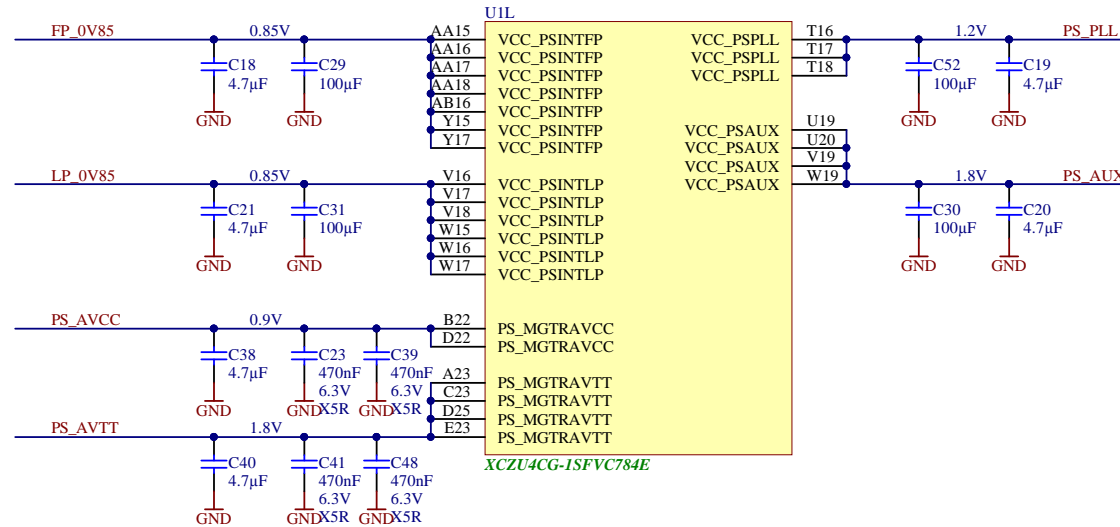 U1L
FP_0V85 0.85V AA15 VCC_PSINTFP VCC_PSPLL T16 1.2V PS_PLL
AA16 VCC_PSINTFP VCC_PSPLL T17
C18 C29 AA17 VCC_PSINTFP VCC_PSPLL T18 C52 C19
4.7µF 100µF AA18 VCC_PSINTFP 100µF 4.7µF
AB16 VCC_PSINTFP
GND GND Y15 VCC_PSINTFP VCC_PSAUX U19 GND GND
Y17 VCC_PSINTFP VCC_PSAUX U20
VCC_PSAUX V19
LP_0V85 0.85V V16 VCC_PSINTLP VCC_PSAUX W19 1.8V PS_AUX
V17 VCC_PSINTLP
C21 C31 V18 VCC_PSINTLP C30 C20
4.7µF 100µF W15 VCC_PSINTLP 100µF 4.7µF
W16 VCC_PSINTLP
GND GND W17 VCC_PSINTLP GND GND
PS_AVCC 0.9V B22 PS_MGTRAVCC
D22 PS_MGTRAVCC
C38 C23 C39
4.7µF 470nF 470nF A23 PS_MGTRAVTT
6.3V 6.3V C23 PS_MGTRAVTT
GND GND X5R GND X5R D25 PS_MGTRAVTT
PS_AVTT 1.8V E23 PS_MGTRAVTT
C40 C41 C48 XCZU4CG-1SFVC784E
4.7µF 470nF 470nF
6.3V 6.3V
GND GND X5R GND X5R